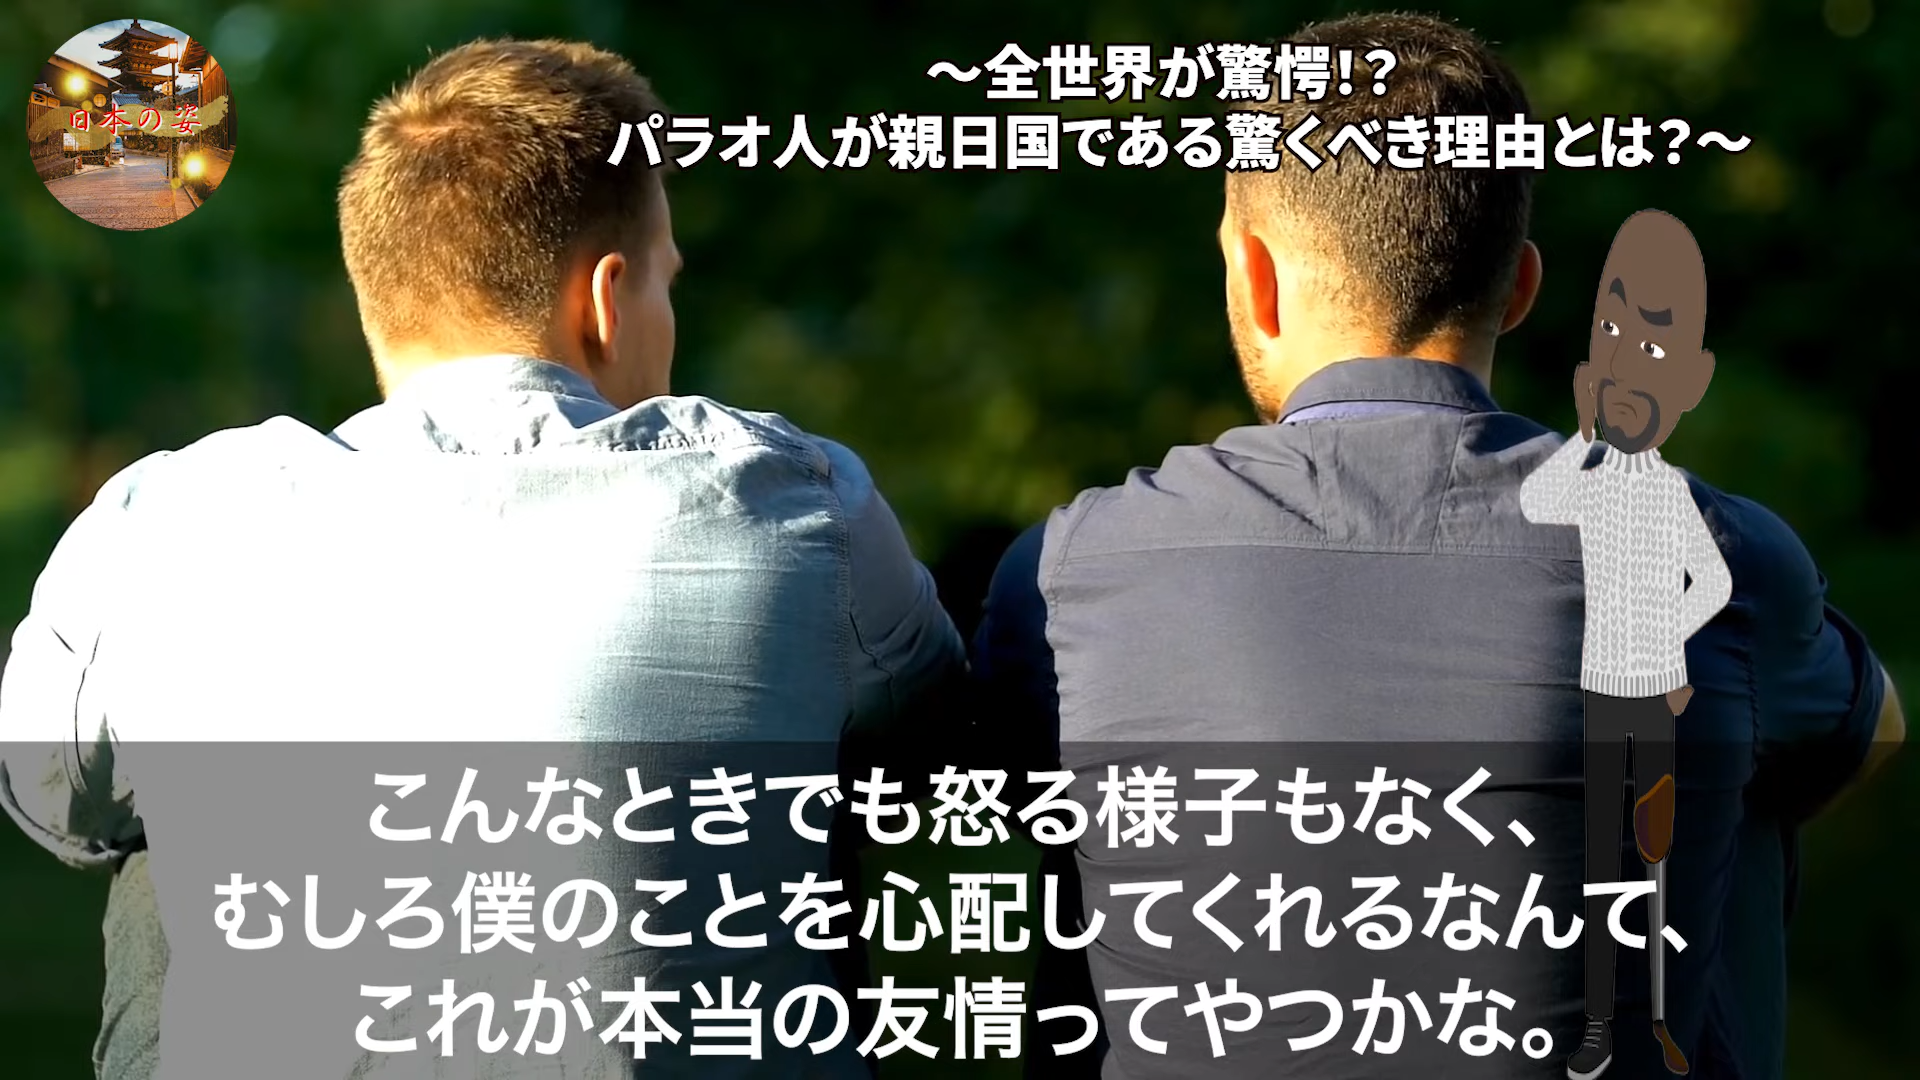 日本の姿
～全世界が驚愕！？
パラオ人が親日国である驚くべき理由とは？～
こんなときでも怒る様子もなく、
むしろ僕のことを心配してくれるなんて、
これが本当の友情ってやつかな。